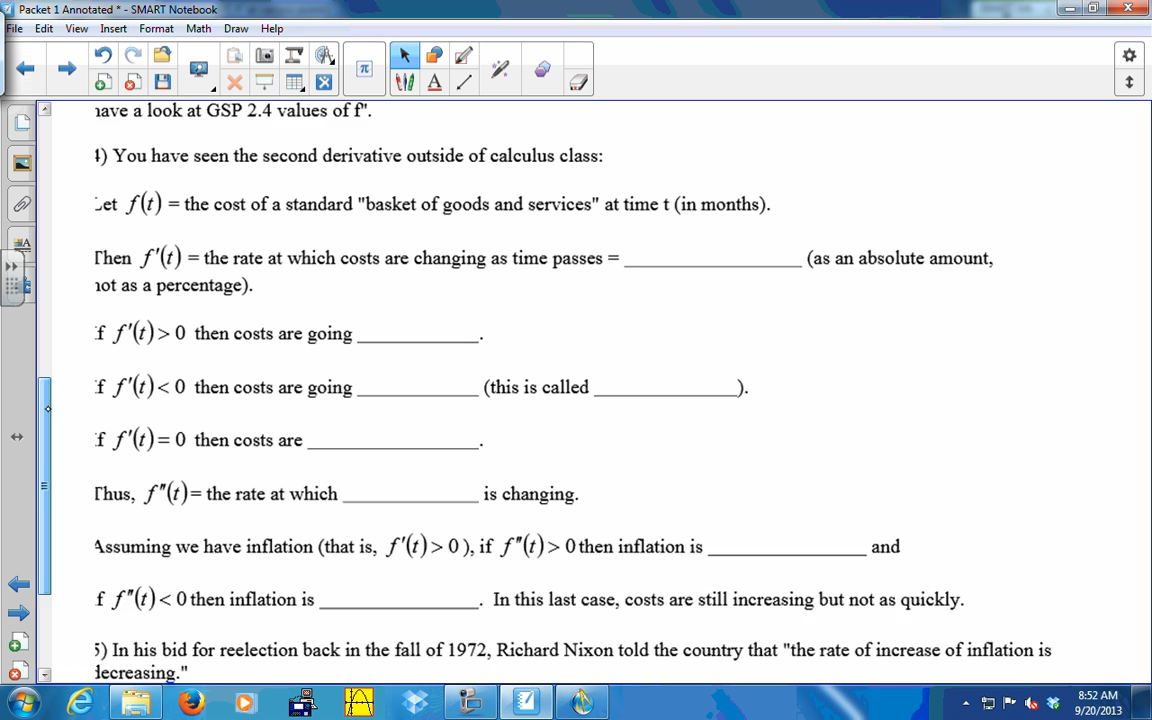 Packet 1 Annotated * - SMART Notebook
File Edit View Insert Format Math Draw Help
have a look at GSP 2.4 values of f".
4) You have seen the second derivative outside of calculus class:
Let f(t) = the cost of a standard "basket of goods and services" at time t (in months).
Then f′(t) = the rate at which costs are changing as time passes = __________________ (as an absolute amount,
not as a percentage).
If f′(t) > 0 then costs are going ____________.
If f′(t) < 0 then costs are going ____________ (this is called ______________).
If f′(t) = 0 then costs are _________________.
Thus, f″(t) = the rate at which _____________ is changing.
Assuming we have inflation (that is, f′(t) > 0 ), if f″(t) > 0 then inflation is ________________ and
if f″(t) < 0 then inflation is ________________. In this last case, costs are still increasing but not as quickly.
5) In his bid for reelection back in the fall of 1972, Richard Nixon told the country that "the rate of increase of inflation is
decreasing."
8:52 AM
9/20/2013